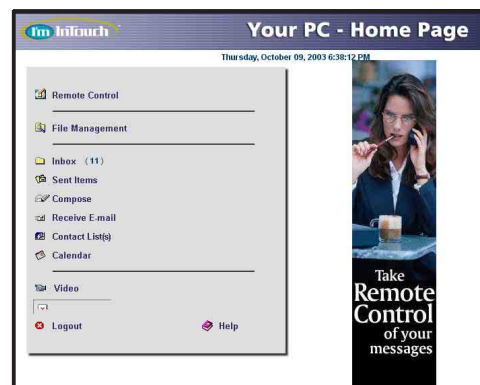 I'm InTouch
Your PC - Home Page
Thursday, October 09, 2003 6:38:12 PM
Remote Control
File Management
Inbox (11)
Sent Items
Compose
Receive E-mail
Contact List(s)
Calendar
Video
Logout
Help
Take
Remote
Control
of your
messages